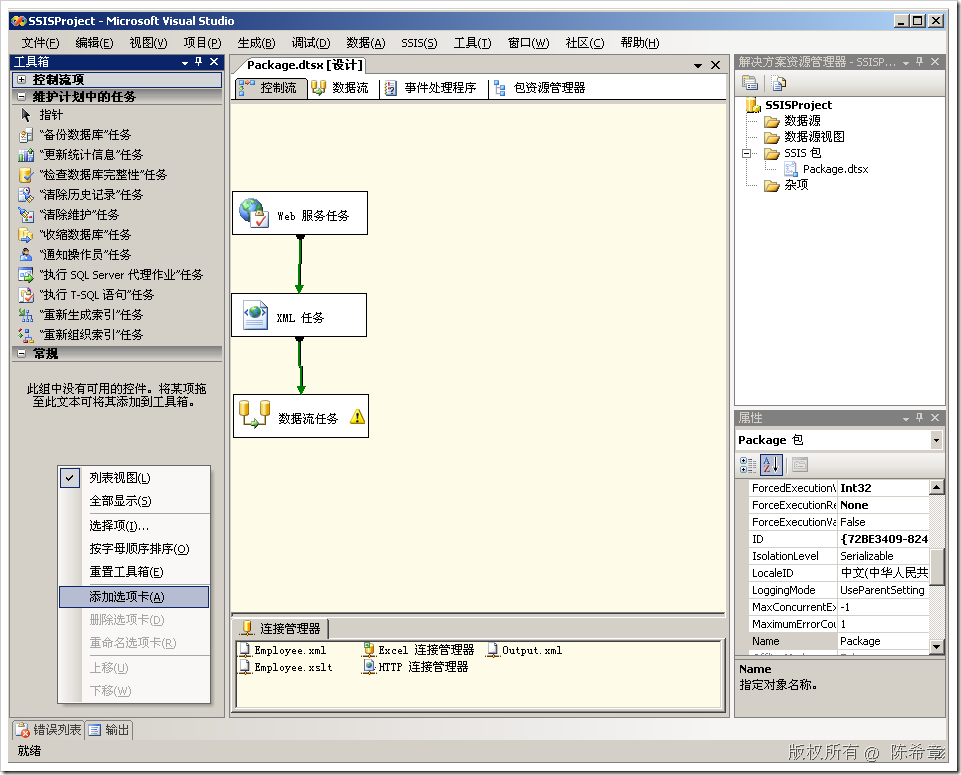 SSISProject - Microsoft Visual Studio
文件(F) 编辑(E) 视图(V) 项目(P) 生成(B) 调试(D) 数据(A) SSIS(S) 工具(T) 窗口(W) 社区(C) 帮助(H)
工具箱
控制流项
维护计划中的任务
指针
“备份数据库”任务
“更新统计信息”任务
“检查数据库完整性”任务
“清除历史记录”任务
“清除维护”任务
“收缩数据库”任务
“通知操作员”任务
“执行 SQL Server 代理作业”任务
“执行 T-SQL 语句”任务
“重新生成索引”任务
“重新组织索引”任务
常规
此组中没有可用的控件。将某项拖
至此文本可将其添加到工具箱。
列表视图(L)
全部显示(S)
选择项(I)...
按字母顺序排序(O)
重置工具箱(E)
添加选项卡(A)
删除选项卡(D)
重命名选项卡(R)
上移(U)
下移(W)
Package.dtsx [设计]
控制流 数据流 事件处理程序 包资源管理器
Web 服务任务
XML 任务
数据流任务
连接管理器
Employee.xml Excel 连接管理器 Output.xml
Employee.xslt HTTP 连接管理器
解决方案资源管理器 - SSISP...
SSISProject
数据源
数据源视图
SSIS 包
Package.dtsx
杂项
属性
Package 包
ForcedExecution Int32
ForcedExecutionRe None
ForcedExecutionVa False
ID {72BE3409-824
IsolationLevel Serializable
LocaleID 中文(中华人民共
LoggingMode UseParentSetting
MaxConcurrentEx -1
MaximumErrorCou 1
Name Package
Name
指定对象名称。
错误列表 输出
就绪
版权所有 @ 陈希章